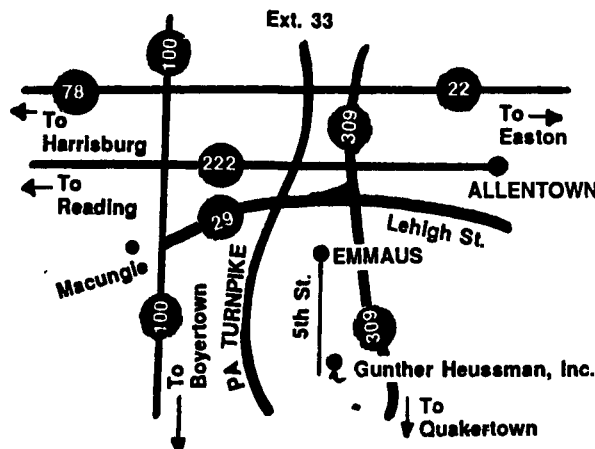 Ext. 33
100
78
22
To
Harrisburg
309
To
Easton
222
To
Reading
ALLENTOWN
29
Lehigh St.
Macungie
EMMAUS
PA TURNPIKE
5th St.
100
309
To
Boyertown
Gunther Heussman, Inc.
To
Quakertown